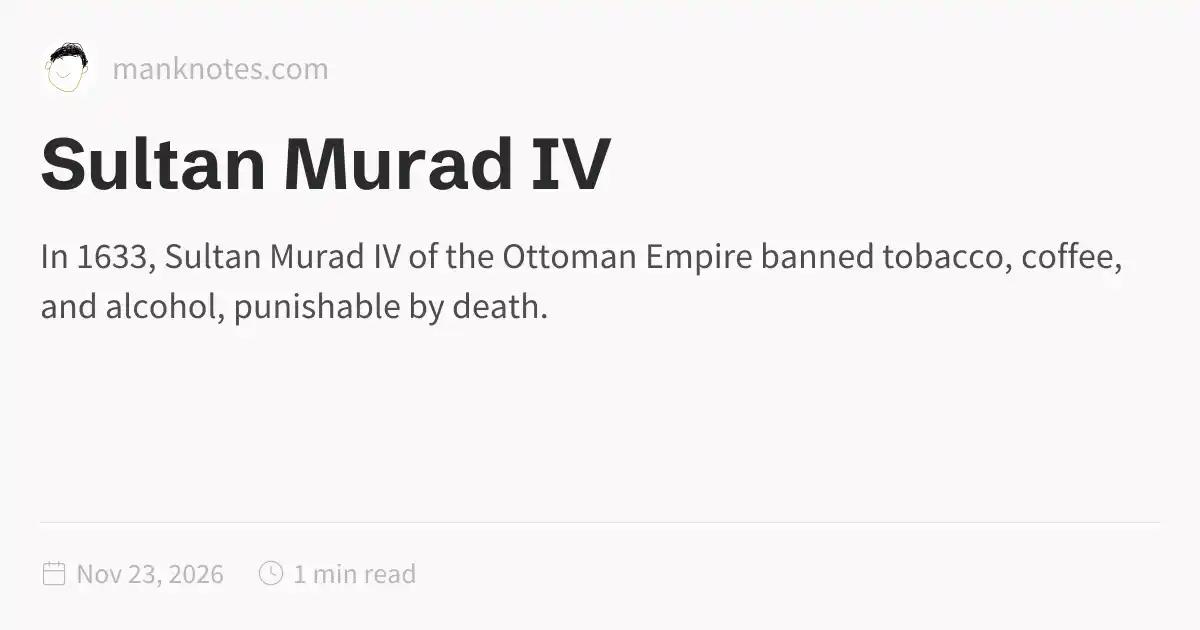 manknotes.com
Sultan Murad IV
In 1633, Sultan Murad IV of the Ottoman Empire banned tobacco, coffee,
and alcohol, punishable by death.
Nov 23, 2026 1 min read